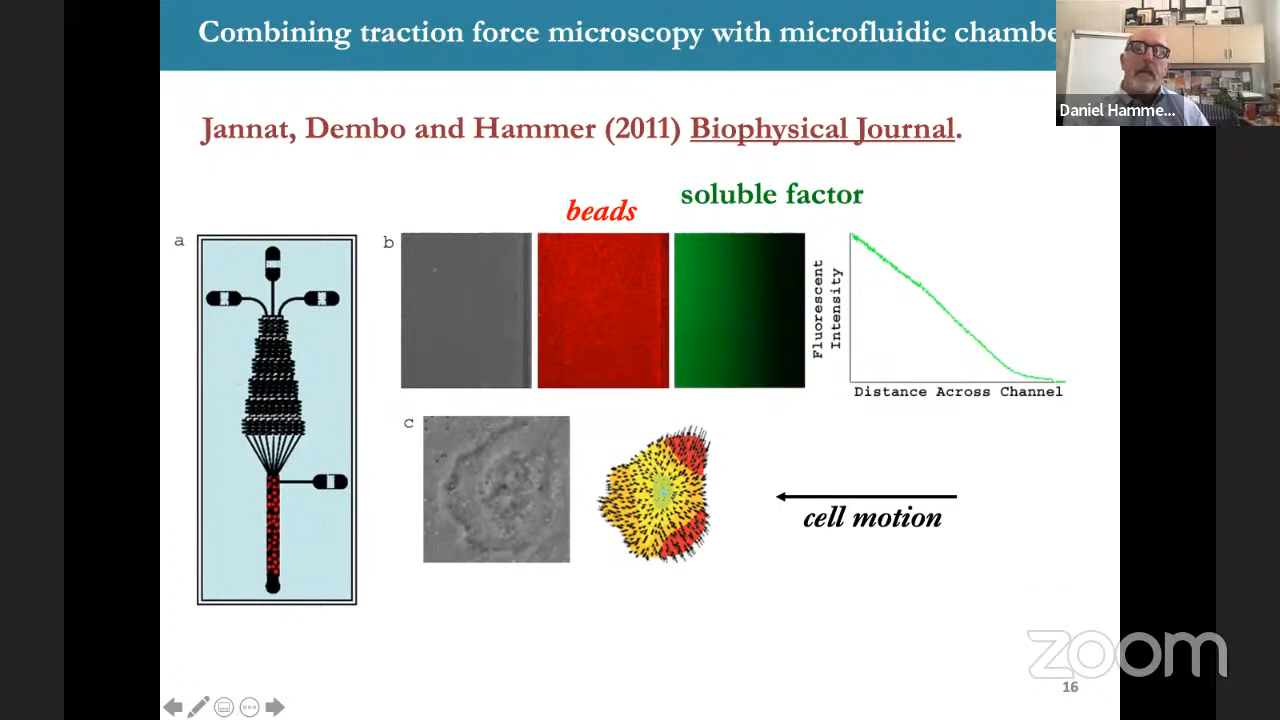 Combining traction force microscopy with microfluidic chambe
Daniel Hamme...
Jannat, Dembo and Hammer (2011) Biophysical Journal.
beads
soluble factor
a
b
Fluorescent
Intensity
Distance Across Channel
c
cell motion
zoom
16